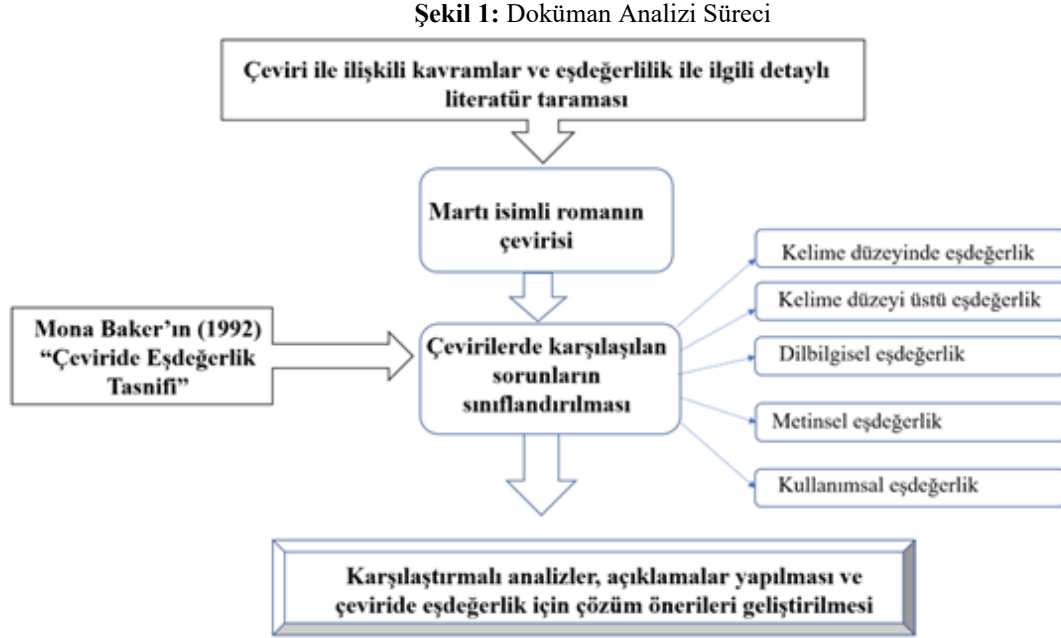 Şekil 1: Doküman Analizi Süreci
Çeviri ile ilişkili kavramlar ve eşdeğerlilik ile ilgili detaylı
literatür taraması
Martı isimli romanın
çevirisi
Mona Baker’ın (1992)
“Çeviride Eşdeğerlik
Tasnifi”
Çevirilerde karşılaşılan
sorunların
sınıflandırılması
Kelime düzeyinde eşdeğerlik
Kelime düzeyi üstü eşdeğerlik
Dilbilgisel eşdeğerlik
Metinsel eşdeğerlik
Kullanımsal eşdeğerlik
Karşılaştırmalı analizler, açıklamalar yapılması ve
çeviride eşdeğerlik için çözüm önerileri geliştirilmesi